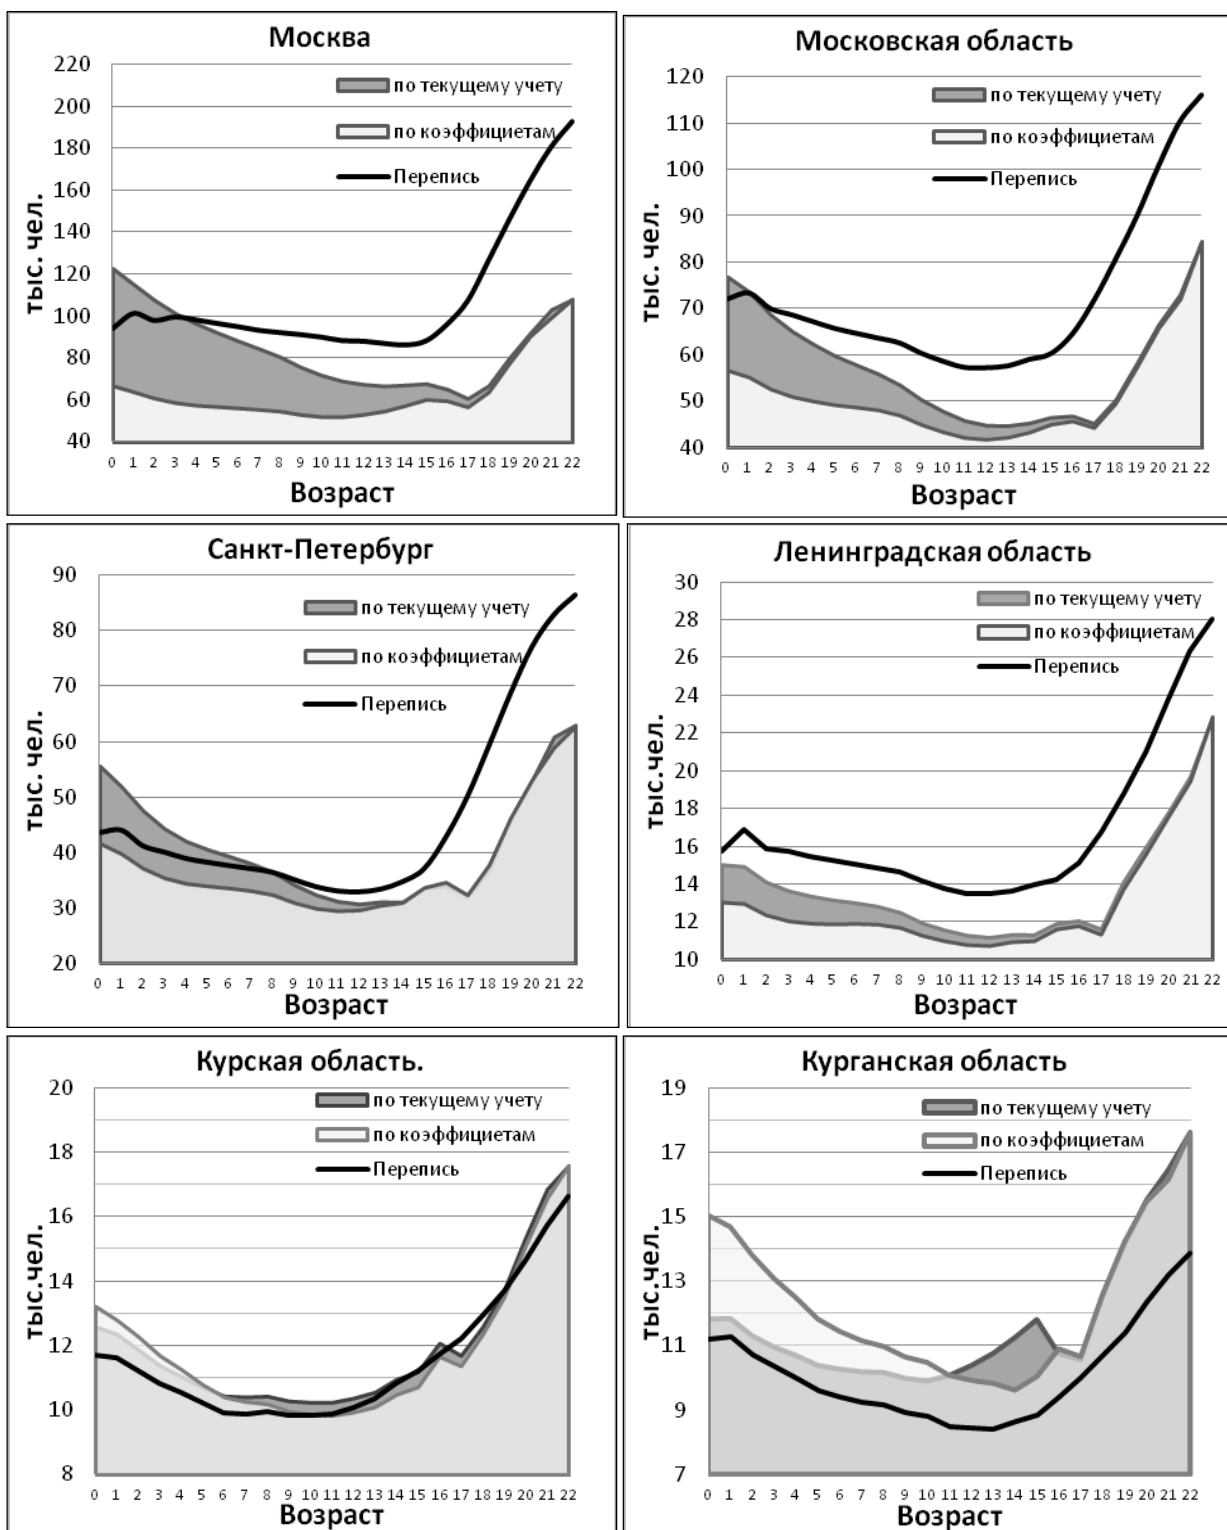 Москва
220
200
180
160
140
120
100
80
60
40
тыс. чел.
по текущему учету
по коэффициетам
Перепись
0 1 2 3 4 5 6 7 8 9 10 11 12 13 14 15 16 17 18 19 20 21 22
Возраст
Московская область
120
110
100
90
80
70
60
50
40
тыс. чел.
по текущему учету
по коэффициетам
Перепись
0 1 2 3 4 5 6 7 8 9 10 11 12 13 14 15 16 17 18 19 20 21 22
Возраст
Санкт-Петербург
90
80
70
60
50
40
30
20
тыс. чел.
по текущему учету
по коэффициетам
Перепись
0 1 2 3 4 5 6 7 8 9 10 11 12 13 14 15 16 17 18 19 20 21 22
Возраст
Ленинградская область
30
28
26
24
22
20
18
16
14
12
10
тыс.чел.
по текущему учету
по коэффициетам
Перепись
0 1 2 3 4 5 6 7 8 9 10 11 12 13 14 15 16 17 18 19 20 21 22
Возраст
Курская область.
20
18
16
14
12
10
8
тыс.чел.
по текущему учету
по коэффициетам
Перепись
0 1 2 3 4 5 6 7 8 9 10 11 12 13 14 15 16 17 18 19 20 21 22
Возраст
Курганская область
19
17
15
13
11
9
7
тыс.чел.
по текущему учету
по коэффициетам
Перепись
0 1 2 3 4 5 6 7 8 9 10 11 12 13 14 15 16 17 18 19 20 21 22
Возраст